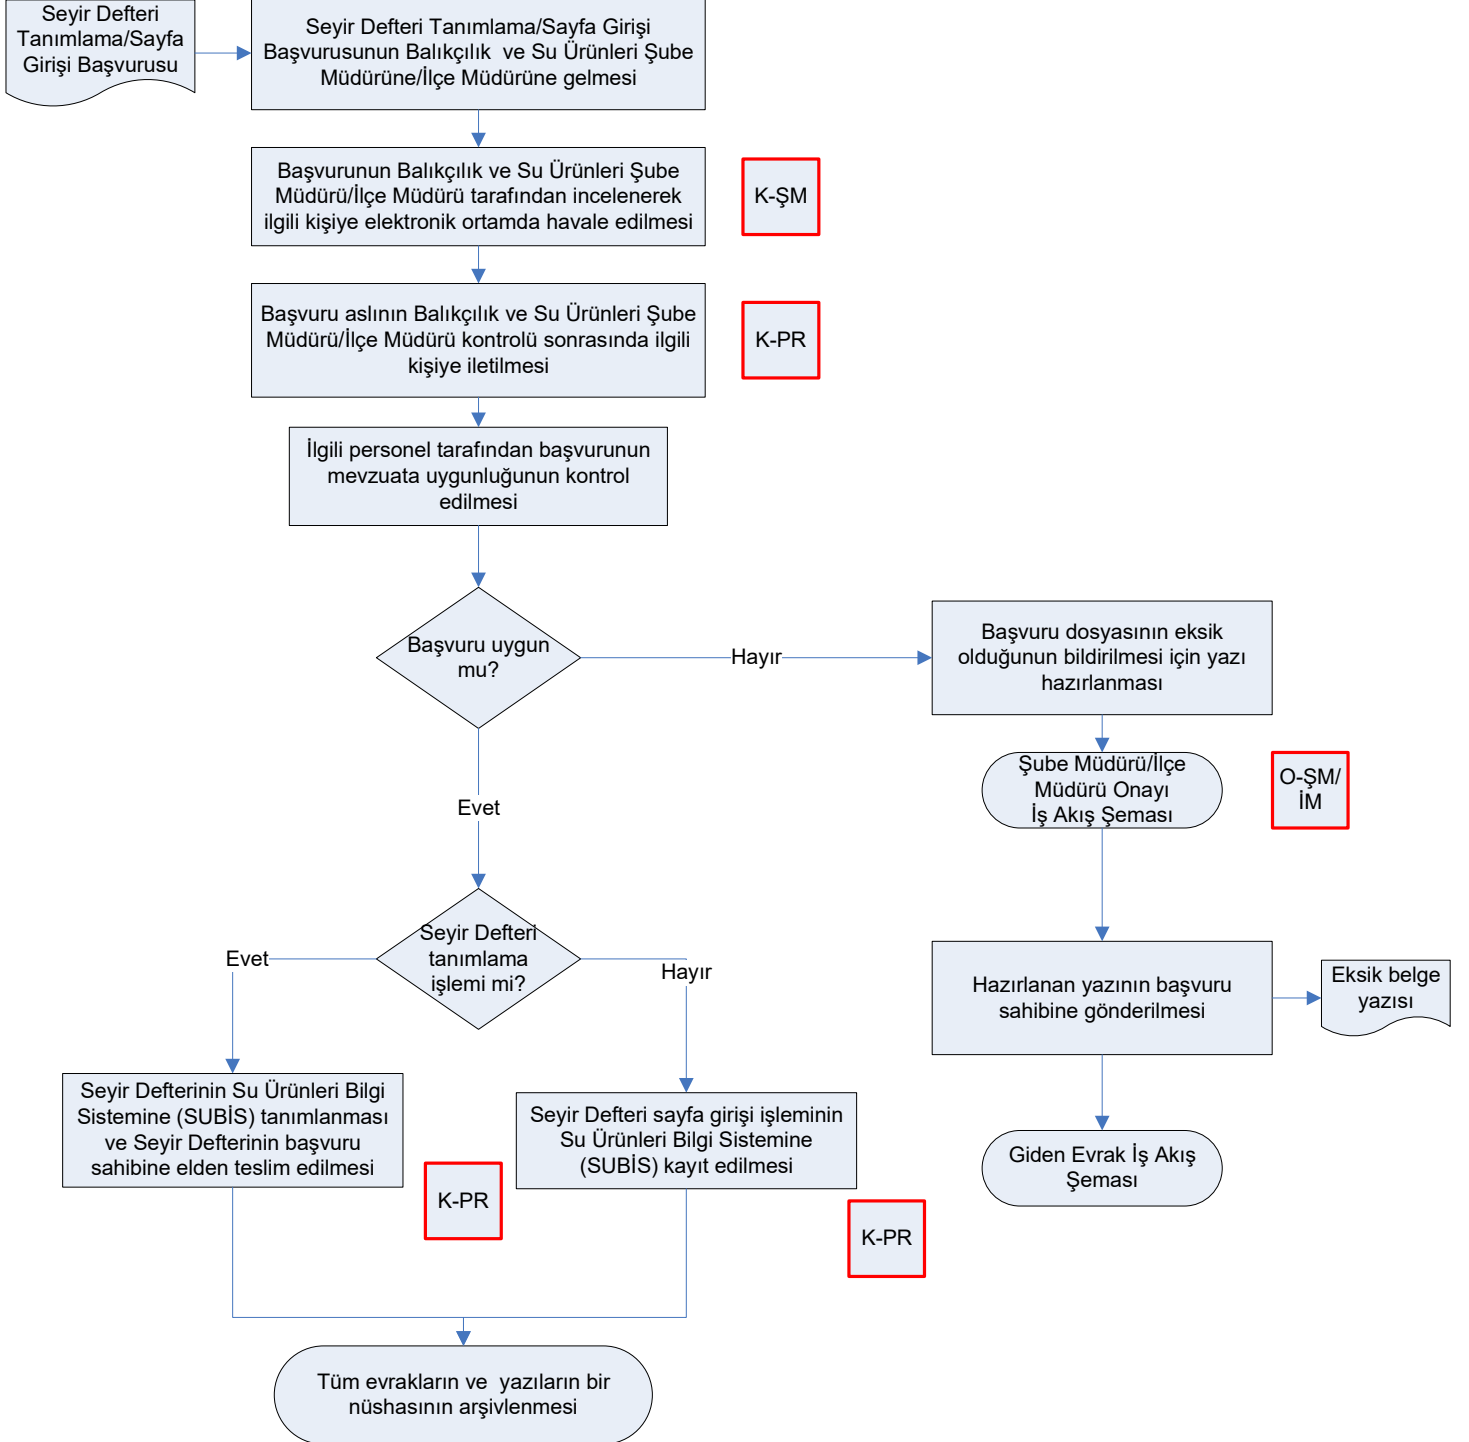 Seyir Defteri
Tanımlama/Sayfa
Girişi Başvurusu
Seyir Defteri Tanımlama/Sayfa Girişi
Başvurusunun Balıkçılık  ve Su Ürünleri Şube
Müdürüne/İlçe Müdürüne gelmesi
Başvurunun Balıkçılık ve Su Ürünleri Şube
Müdürü/İlçe Müdürü tarafından incelenerek
ilgili kişiye elektronik ortamda havale edilmesi
K-ŞM
Başvuru aslının Balıkçılık ve Su Ürünleri Şube
Müdürü/İlçe Müdürü kontrolü sonrasında ilgili
kişiye iletilmesi
K-PR
İlgili personel tarafından başvurunun
mevzuata uygunluğunun kontrol
edilmesi
Başvuru uygun
mu?
Hayır
Başvuru dosyasının eksik
olduğunun bildirilmesi için yazı
hazırlanması
Şube Müdürü/İlçe
Müdürü Onayı
İş Akış Şeması
O-ŞM/
İM
Evet
Seyir Defteri
tanımlama
işlemi mi?
Evet
Hayır
Hazırlanan yazının başvuru
sahibine gönderilmesi
Eksik belge
yazısı
Seyir Defterinin Su Ürünleri Bilgi
Sistemine (SUBİS) tanımlanması
ve Seyir Defterinin başvuru
sahibine elden teslim edilmesi
K-PR
Seyir Defteri sayfa girişi işleminin
Su Ürünleri Bilgi Sistemine
(SUBİS) kayıt edilmesi
K-PR
Giden Evrak İş Akış
Şeması
Tüm evrakların ve  yazıların bir
nüshasının arşivlenmesi